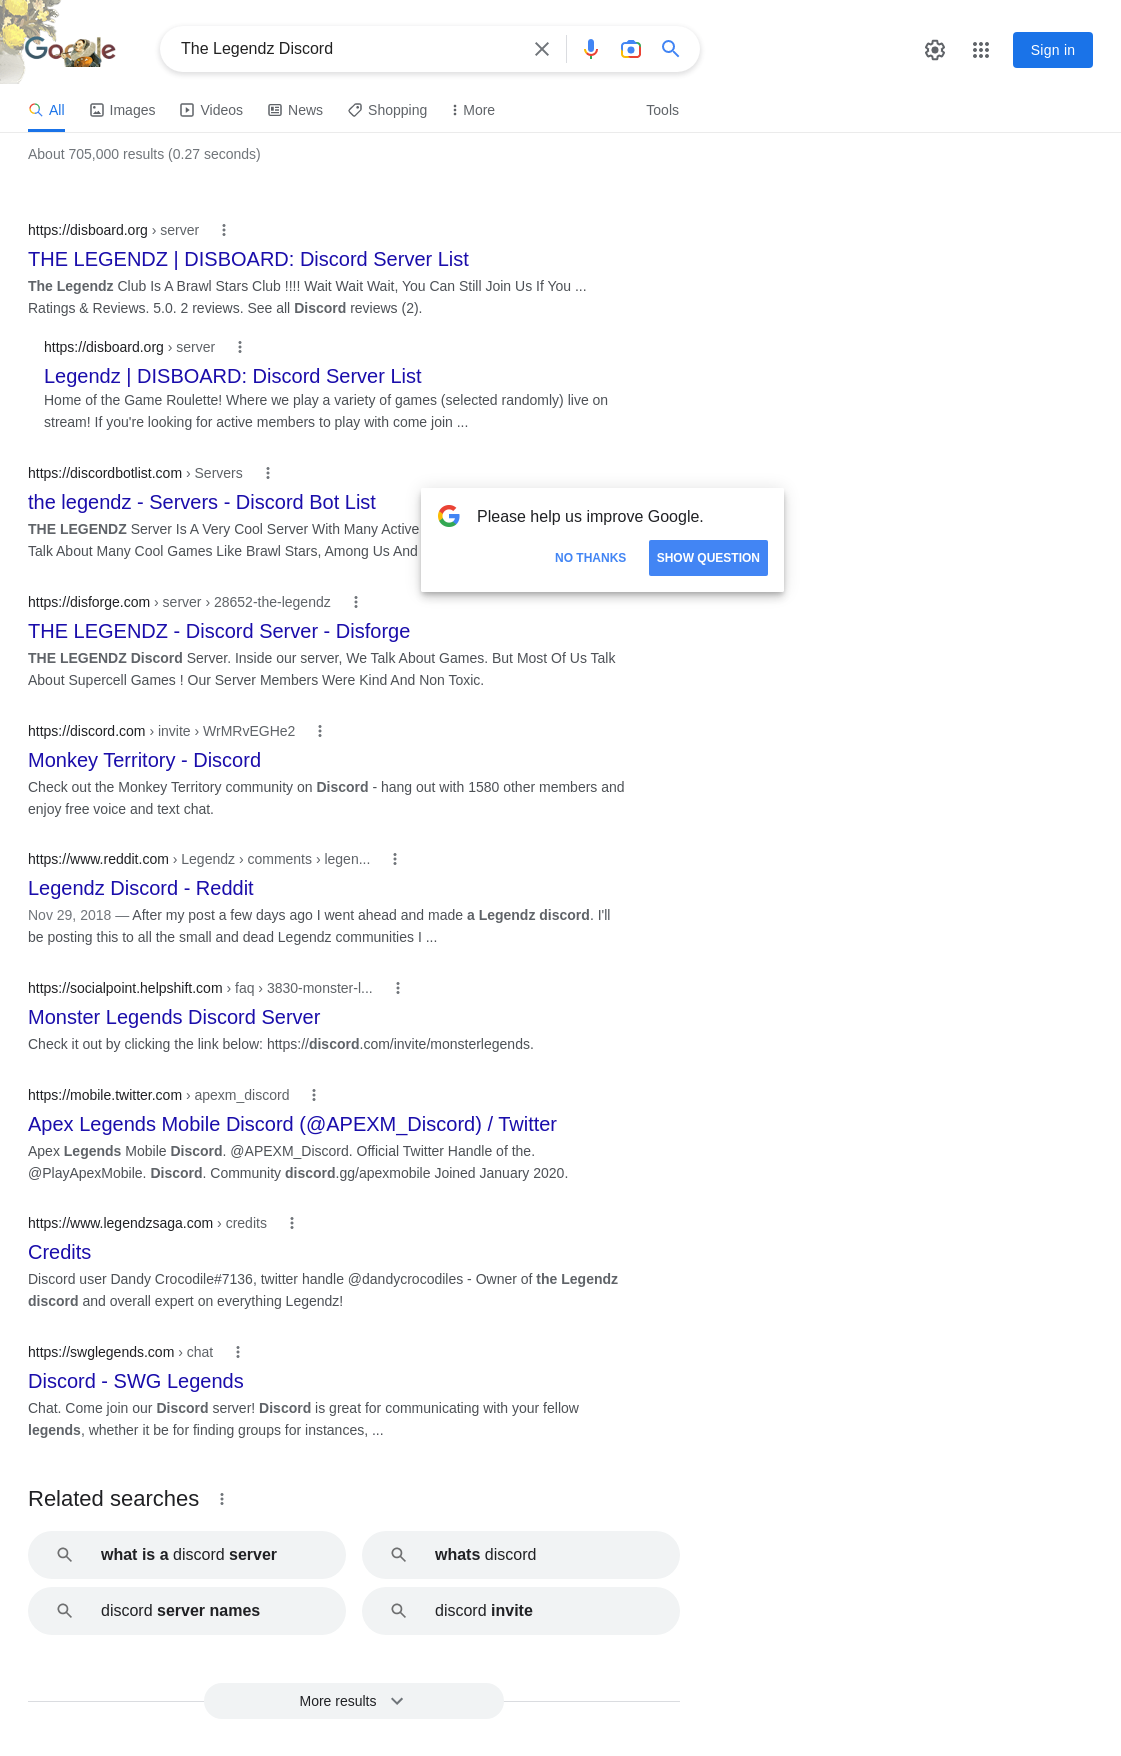 Google
The Legendz Discord
Sign in
All
Images
Videos
News
Shopping
More
Tools
About 705,000 results (0.27 seconds)
https://disboard.org › server
THE LEGENDZ | DISBOARD: Discord Server List
The Legendz Club Is A Brawl Stars Club !!!! Wait Wait Wait, You Can Still Join Us If You ...
Ratings & Reviews. 5.0. 2 reviews. See all Discord reviews (2).
https://disboard.org › server
Legendz | DISBOARD: Discord Server List
Home of the Game Roulette! Where we play a variety of games (selected randomly) live on
stream! If you're looking for active members to play with come join ...
https://discordbotlist.com › Servers
the legendz - Servers - Discord Bot List
THE LEGENDZ Server Is A Very Cool Server With Many Active
Talk About Many Cool Games Like Brawl Stars, Among Us And
Please help us improve Google.
NO THANKS
SHOW QUESTION
https://disforge.com › server › 28652-the-legendz
THE LEGENDZ - Discord Server - Disforge
THE LEGENDZ Discord Server. Inside our server, We Talk About Games. But Most Of Us Talk
About Supercell Games ! Our Server Members Were Kind And Non Toxic.
https://discord.com › invite › WrMRvEGHe2
Monkey Territory - Discord
Check out the Monkey Territory community on Discord - hang out with 1580 other members and
enjoy free voice and text chat.
https://www.reddit.com › Legendz › comments › legen...
Legendz Discord - Reddit
Nov 29, 2018 — After my post a few days ago I went ahead and made a Legendz discord. I'll
be posting this to all the small and dead Legendz communities I ...
https://socialpoint.helpshift.com › faq › 3830-monster-l...
Monster Legends Discord Server
Check it out by clicking the link below: https://discord.com/invite/monsterlegends.
https://mobile.twitter.com › apexm_discord
Apex Legends Mobile Discord (@APEXM_Discord) / Twitter
Apex Legends Mobile Discord. @APEXM_Discord. Official Twitter Handle of the.
@PlayApexMobile. Discord. Community discord.gg/apexmobile Joined January 2020.
https://www.legendzsaga.com › credits
Credits
Discord user Dandy Crocodile#7136, twitter handle @dandycrocodiles - Owner of the Legendz
discord and overall expert on everything Legendz!
https://swglegends.com › chat
Discord - SWG Legends
Chat. Come join our Discord server! Discord is great for communicating with your fellow
legends, whether it be for finding groups for instances, ...
Related searches
what is a discord server
whats discord
discord server names
discord invite
More results